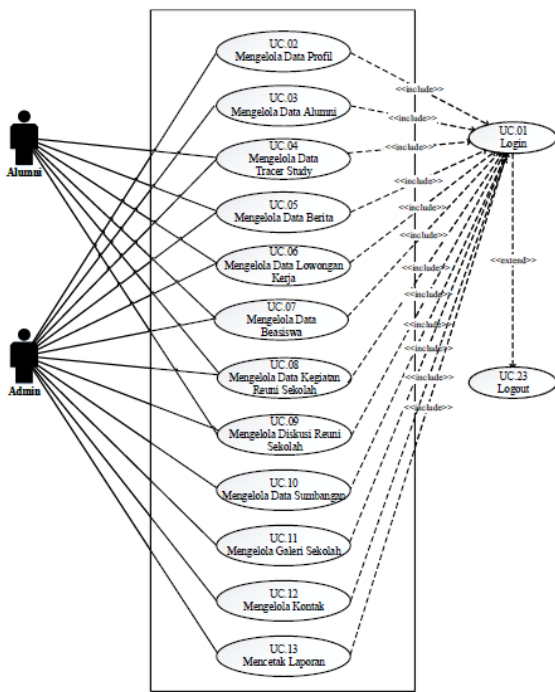 UC.02
Mengelola Data Profil
UC.03
Mengelola Data Alumni
UC.04
Mengelola Data
Tracer Study
UC.05
Mengelola Data Berita
UC.06
Mengelola Data Lowongan
Kerja
UC.07
Mengelola Data
Beasiswa
UC.08
Mengelola Data Kegiatan
Reuni Sekolah
UC.09
Mengelola Diskusi Reuni
Sekolah
UC.10
Mengelola Data Sumbangan
UC.11
Mengelola Galeri Sekolah
UC.12
Mengelola Kontak
UC.13
Mencetak Laporan
Alumni
Admin
<<include>>
<<include>>
<<include>>
<<include>>
<<include>>
<<include>>
<<include>>
<<include>>
<<include>>
<<include>>
<<include>>
<<include>>
UC.01
Login
<<extend>>
UC.23
Logout